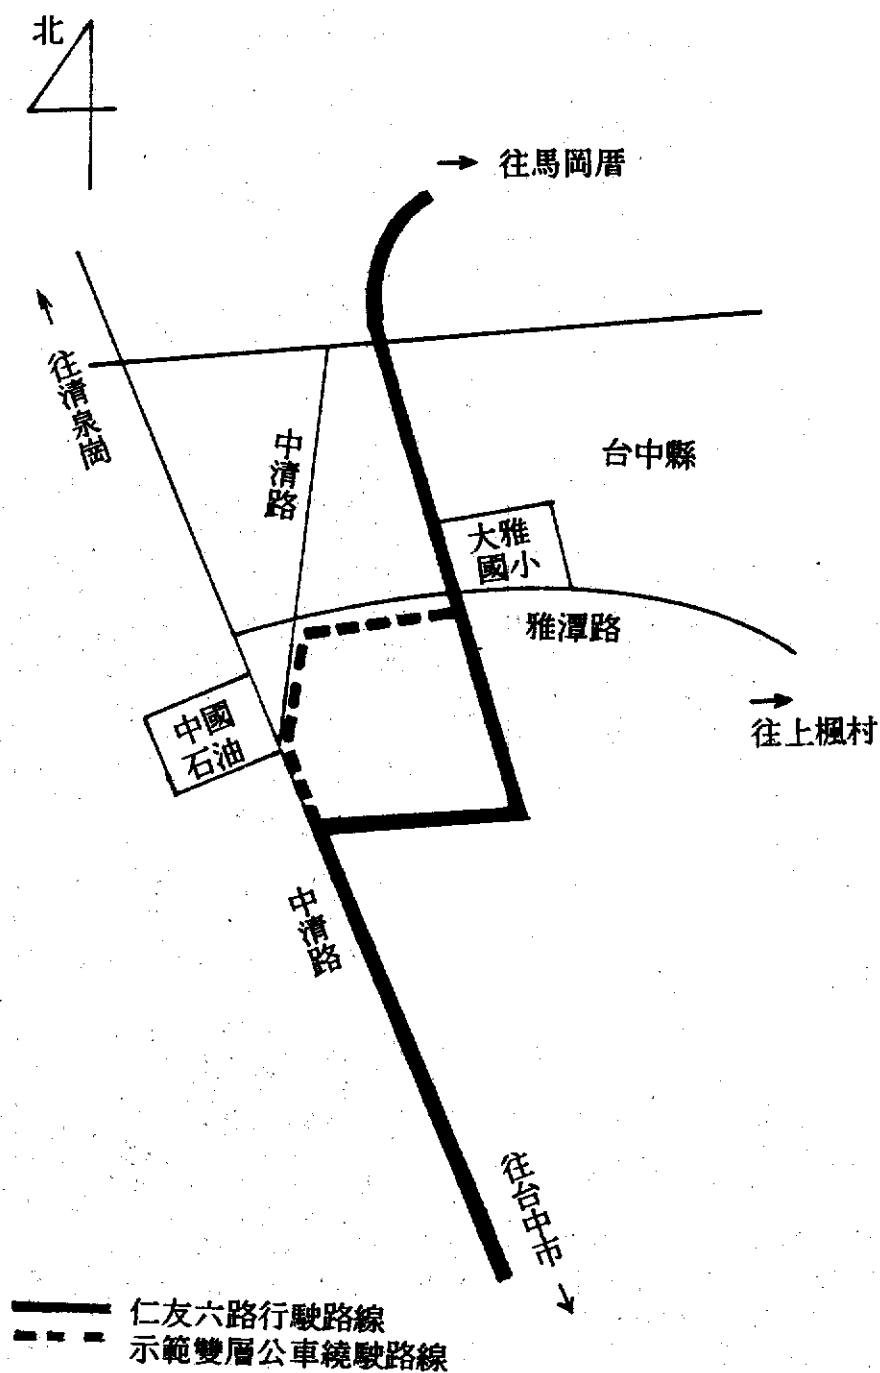 北
往馬岡厝
往清泉崗
中清路
台中縣
大雅
國小
雅潭路
中國
石油
往上楓村
中清路
往台中市
仁友六路行駛路線
示範雙層公車繞駛路線